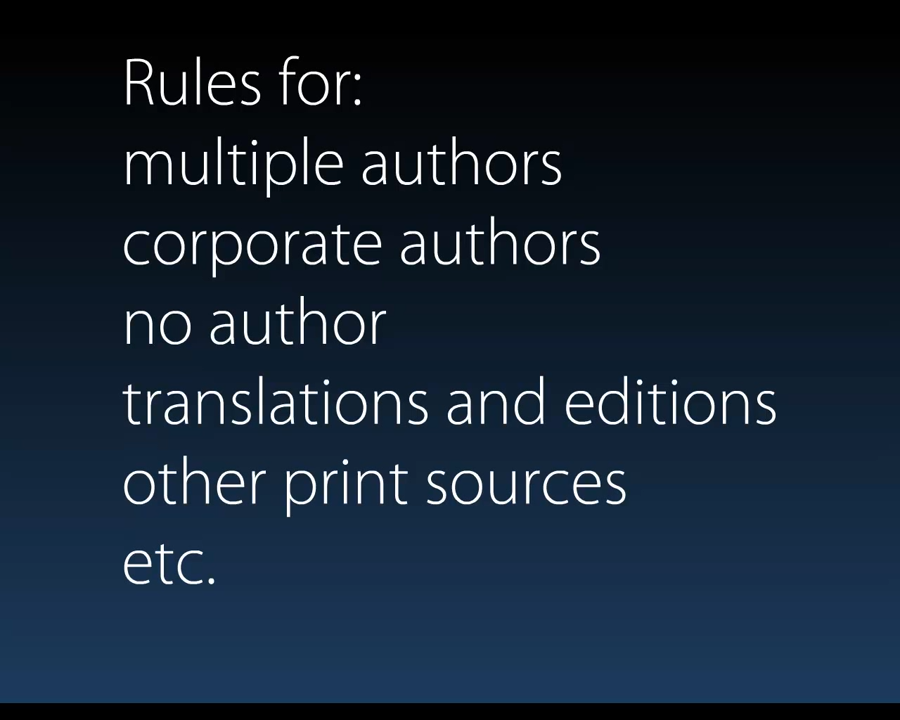 Rules for:
multiple authors
corporate authors
no author
translations and editions
other print sources
etc.